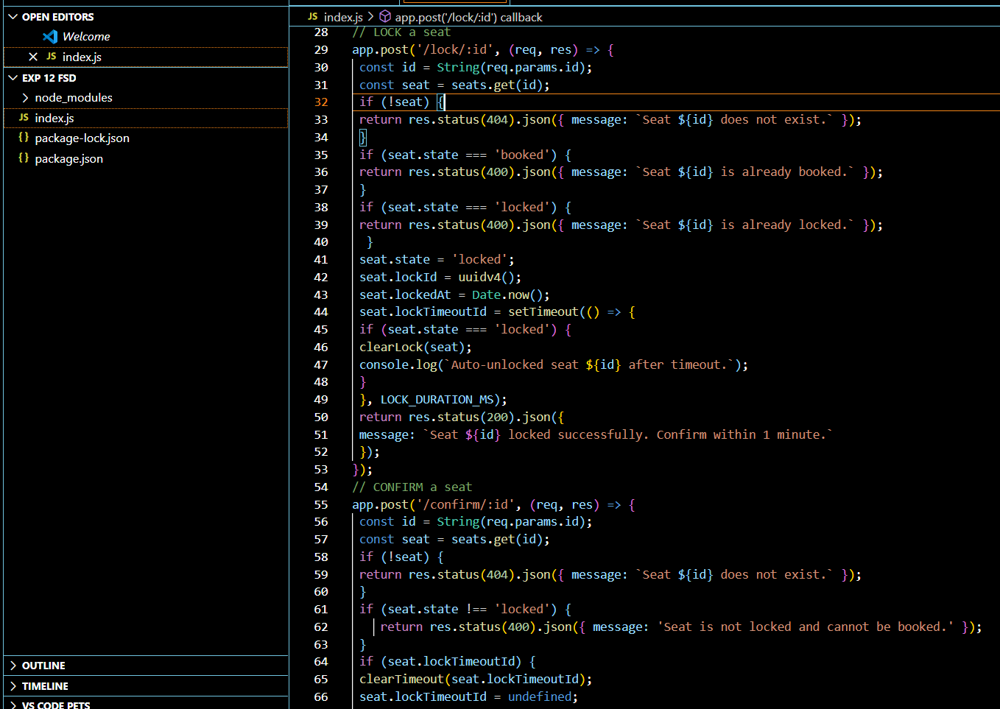 OPEN EDITORS
Welcome
JS index.js
EXP 12 FSD
node_modules
JS index.js
{} package-lock.json
{} package.json
OUTLINE
TIMELINE
VS CODE PETS
JS index.js > app.post('/lock/:id') callback
28 // LOCK a seat
29 app.post('/lock/:id', (req, res) => {
30 const id = String(req.params.id);
31 const seat = seats.get(id);
32 if (!seat) {
33 return res.status(404).json({ message: `Seat ${id} does not exist.` });
34 }
35 if (seat.state === 'booked') {
36 return res.status(400).json({ message: `Seat ${id} is already booked.` });
37 }
38 if (seat.state === 'locked') {
39 return res.status(400).json({ message: `Seat ${id} is already locked.` });
40 }
41 seat.state = 'locked';
42 seat.lockId = uuidv4();
43 seat.lockedAt = Date.now();
44 seat.lockTimeoutId = setTimeout(() => {
45 if (seat.state === 'locked') {
46 clearLock(seat);
47 console.log(`Auto-unlocked seat ${id} after timeout.`);
48 }
49 }, LOCK_DURATION_MS);
50 return res.status(200).json({
51 message: `Seat ${id} locked successfully. Confirm within 1 minute.`
52 });
53 });
54 // CONFIRM a seat
55 app.post('/confirm/:id', (req, res) => {
56 const id = String(req.params.id);
57 const seat = seats.get(id);
58 if (!seat) {
59 return res.status(404).json({ message: `Seat ${id} does not exist.` });
60 }
61 if (seat.state !== 'locked') {
62 return res.status(400).json({ message: 'Seat is not locked and cannot be booked.' });
63 }
64 if (seat.lockTimeoutId) {
65 clearTimeout(seat.lockTimeoutId);
66 seat.lockTimeoutId = undefined;